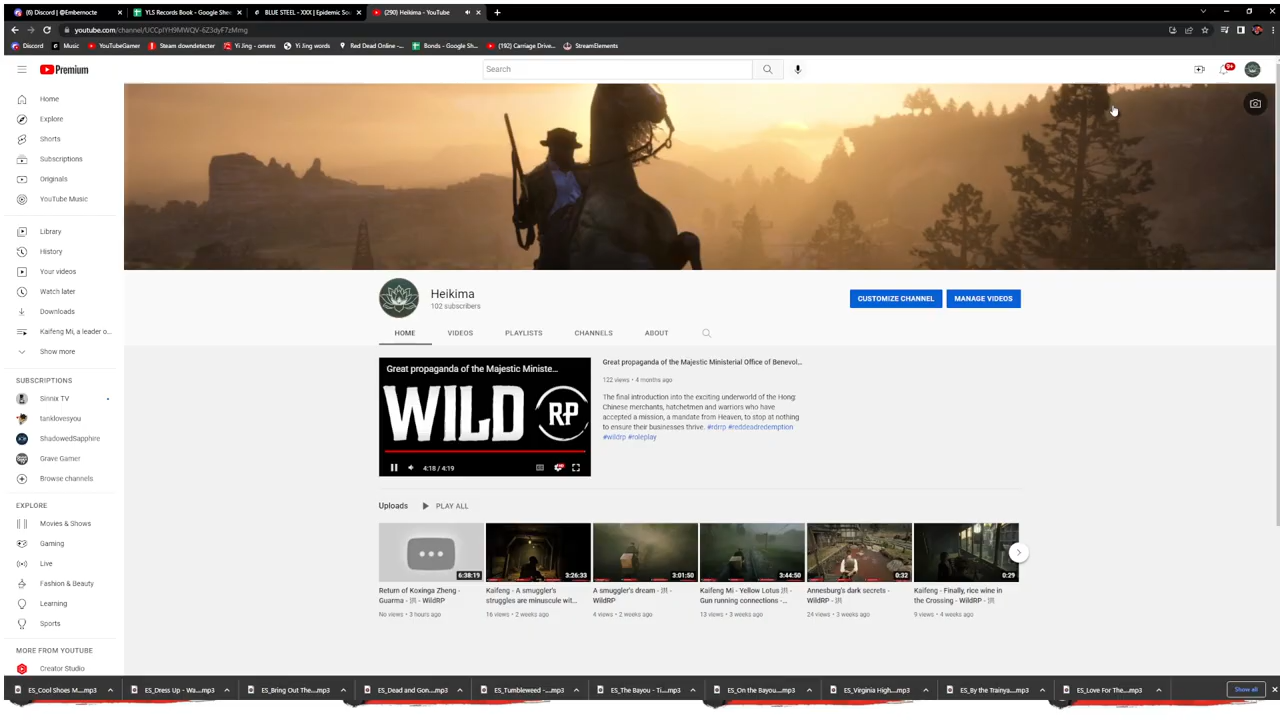 (6) Discord | @Embernocte
YLS Records Book - Google Shee
BLUE STEEL - XXX | Epidemic So
(290) Heikima - YouTube
youtube.com/channel/UCCpIYH9MWQV-6Z3dyF7zMmg
Discord
Music
YouTubeGamer
Steam downdetecter
Yi Jing - omens
Yi Jing words
Red Dead Online -...
Bonds - Google Sh...
(192) Carriage Drive...
StreamElements
Premium
Search
9+
Home
Explore
Shorts
Subscriptions
Originals
YouTube Music
Library
History
Your videos
Watch later
Downloads
Kaifeng Mi, a leader o...
Show more
SUBSCRIPTIONS
Sinnix TV
tanklovesyou
ShadowedSapphire
Grave Gamer
Browse channels
EXPLORE
Movies & Shows
Gaming
Live
Fashion & Beauty
Learning
Sports
MORE FROM YOUTUBE
Creator Studio
Heikima
102 subscribers
CUSTOMIZE CHANNEL
MANAGE VIDEOS
HOME
VIDEOS
PLAYLISTS
CHANNELS
ABOUT
Great propaganda of the Majestic Ministe...
WILD RP
4:18 / 4:19
Great propaganda of the Majestic Ministerial Office of Benevol...
122 views • 4 months ago
The final introduction into the exciting underworld of the Hong:
Chinese merchants, hatchetmen and warriors who have
accepted a mission, a mandate from Heaven, to stop at nothing
to ensure their businesses thrive. #rdrrp #reddeadredemption
#wildrp #roleplay
Uploads
PLAY ALL
6:38:19
3:26:33
3:01:50
3:44:50
0:32
0:29
Return of Koxinga Zheng -
Guarma - 洪 - WildRP
No views • 3 hours ago
Kaifeng - A smuggler's
struggles are minuscule wit...
16 views • 2 weeks ago
A smuggler's dream - 洪 -
WildRP
4 views • 2 weeks ago
Kaifeng Mi - Yellow Lotus 洪 -
Gun running connections -...
13 views • 3 weeks ago
Annesburg's dark secrets -
WildRP - 洪
24 views • 3 weeks ago
Kaifeng - Finally, rice wine in
the Crossing - WildRP - 洪
9 views • 4 weeks ago
ES_Cool Shoes M....mp3
ES_Dress Up - Wa....mp3
ES_Bring Out The....mp3
ES_Dead and Gon....mp3
ES_Tumbleweed -....mp3
ES_The Bayou - Ti....mp3
ES_On the Bayou....mp3
ES_Virginia High....mp3
ES_By the Trainya....mp3
ES_Love For The....mp3
Show all